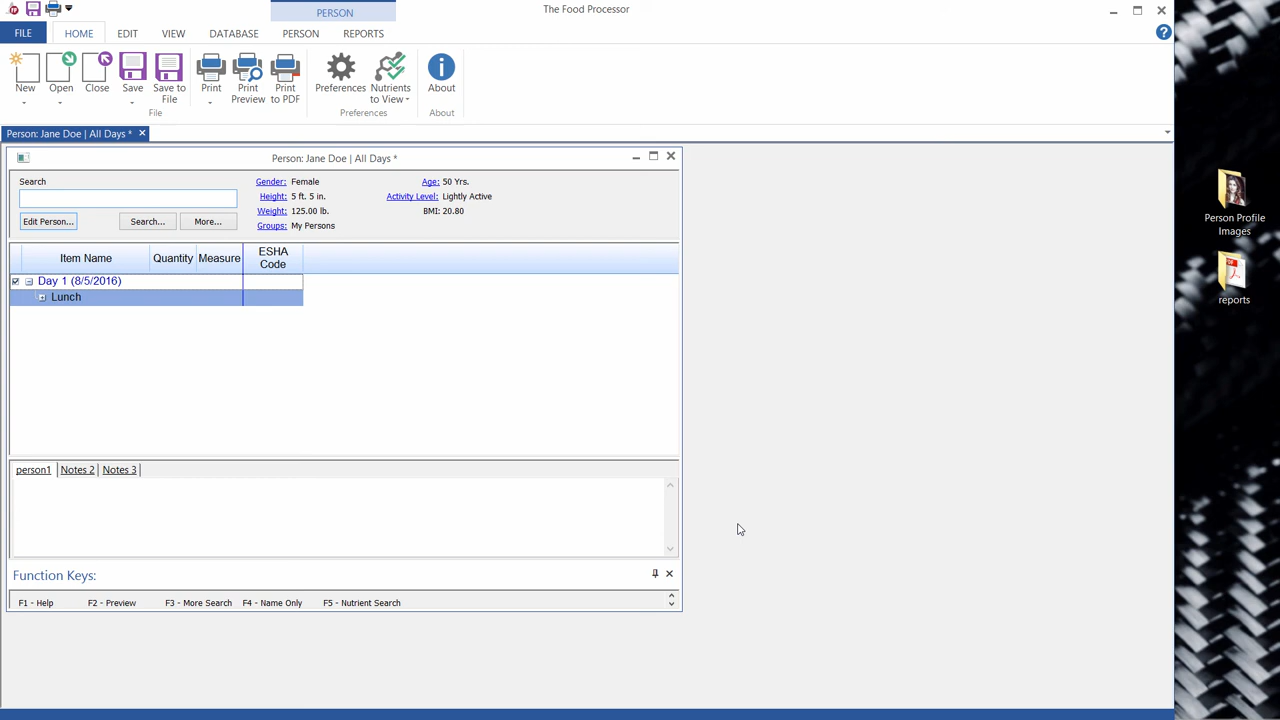 PERSON
The Food Processor
FILE HOME EDIT VIEW DATABASE PERSON REPORTS
New Open Close Save Save to File Print Print Preview Print to PDF Preferences Nutrients to View About
File Preferences About
Person: Jane Doe | All Days *
Person: Jane Doe | All Days *
Search
Gender: Female
Age: 50 Yrs.
Height: 5 ft. 5 in.
Activity Level: Lightly Active
Weight: 125.00 lb.
BMI: 20.80
Groups: My Persons
Edit Person... Search... More...
Item Name Quantity Measure ESHA Code
Day 1 (8/5/2016)
Lunch
person1 Notes 2 Notes 3
Function Keys:
F1 - Help F2 - Preview F3 - More Search F4 - Name Only F5 - Nutrient Search
Person Profile
Images
reports